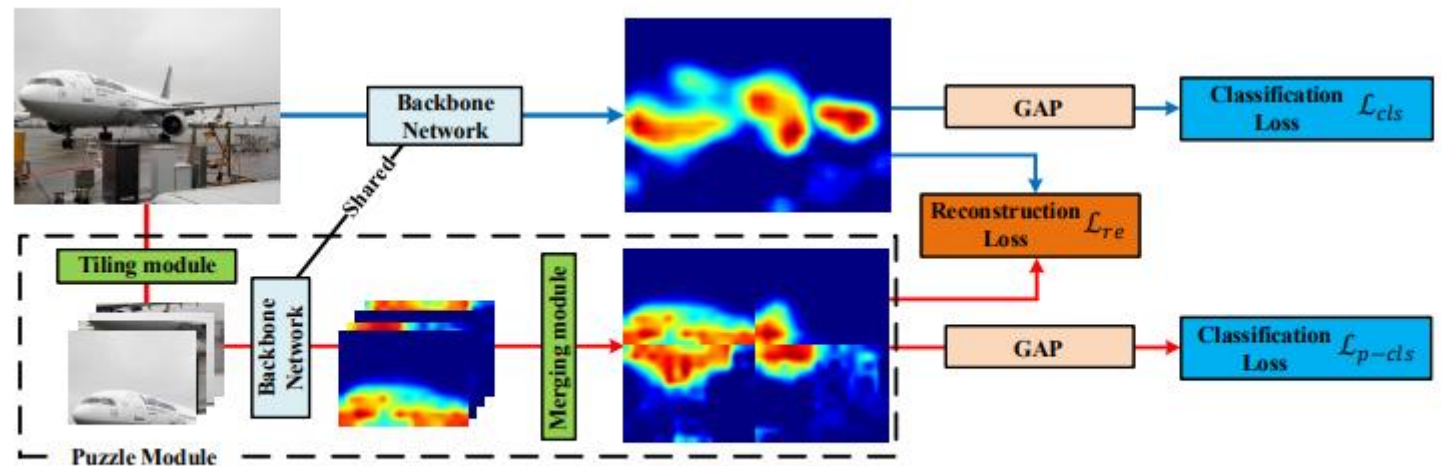 Backbone
Network
GAP
Classification
Loss ℒcls
Shared
Reconstruction
Loss ℒre
Tiling module
Backbone
Network
Merging module
GAP
Classification
Loss ℒp−cls
Puzzle Module